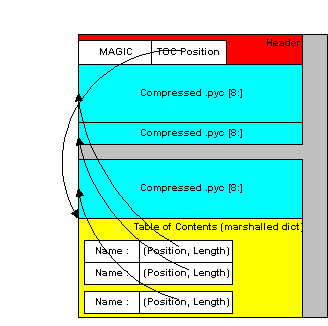 Header
MAGIC TOC Position
Compressed .pyc [8:]
Compressed .pyc [8:]
Compressed .pyc [8:]
Table of Contents (marshalled dict)
Name : (Position, Length)
Name : (Position, Length)
Name : (Position, Length)